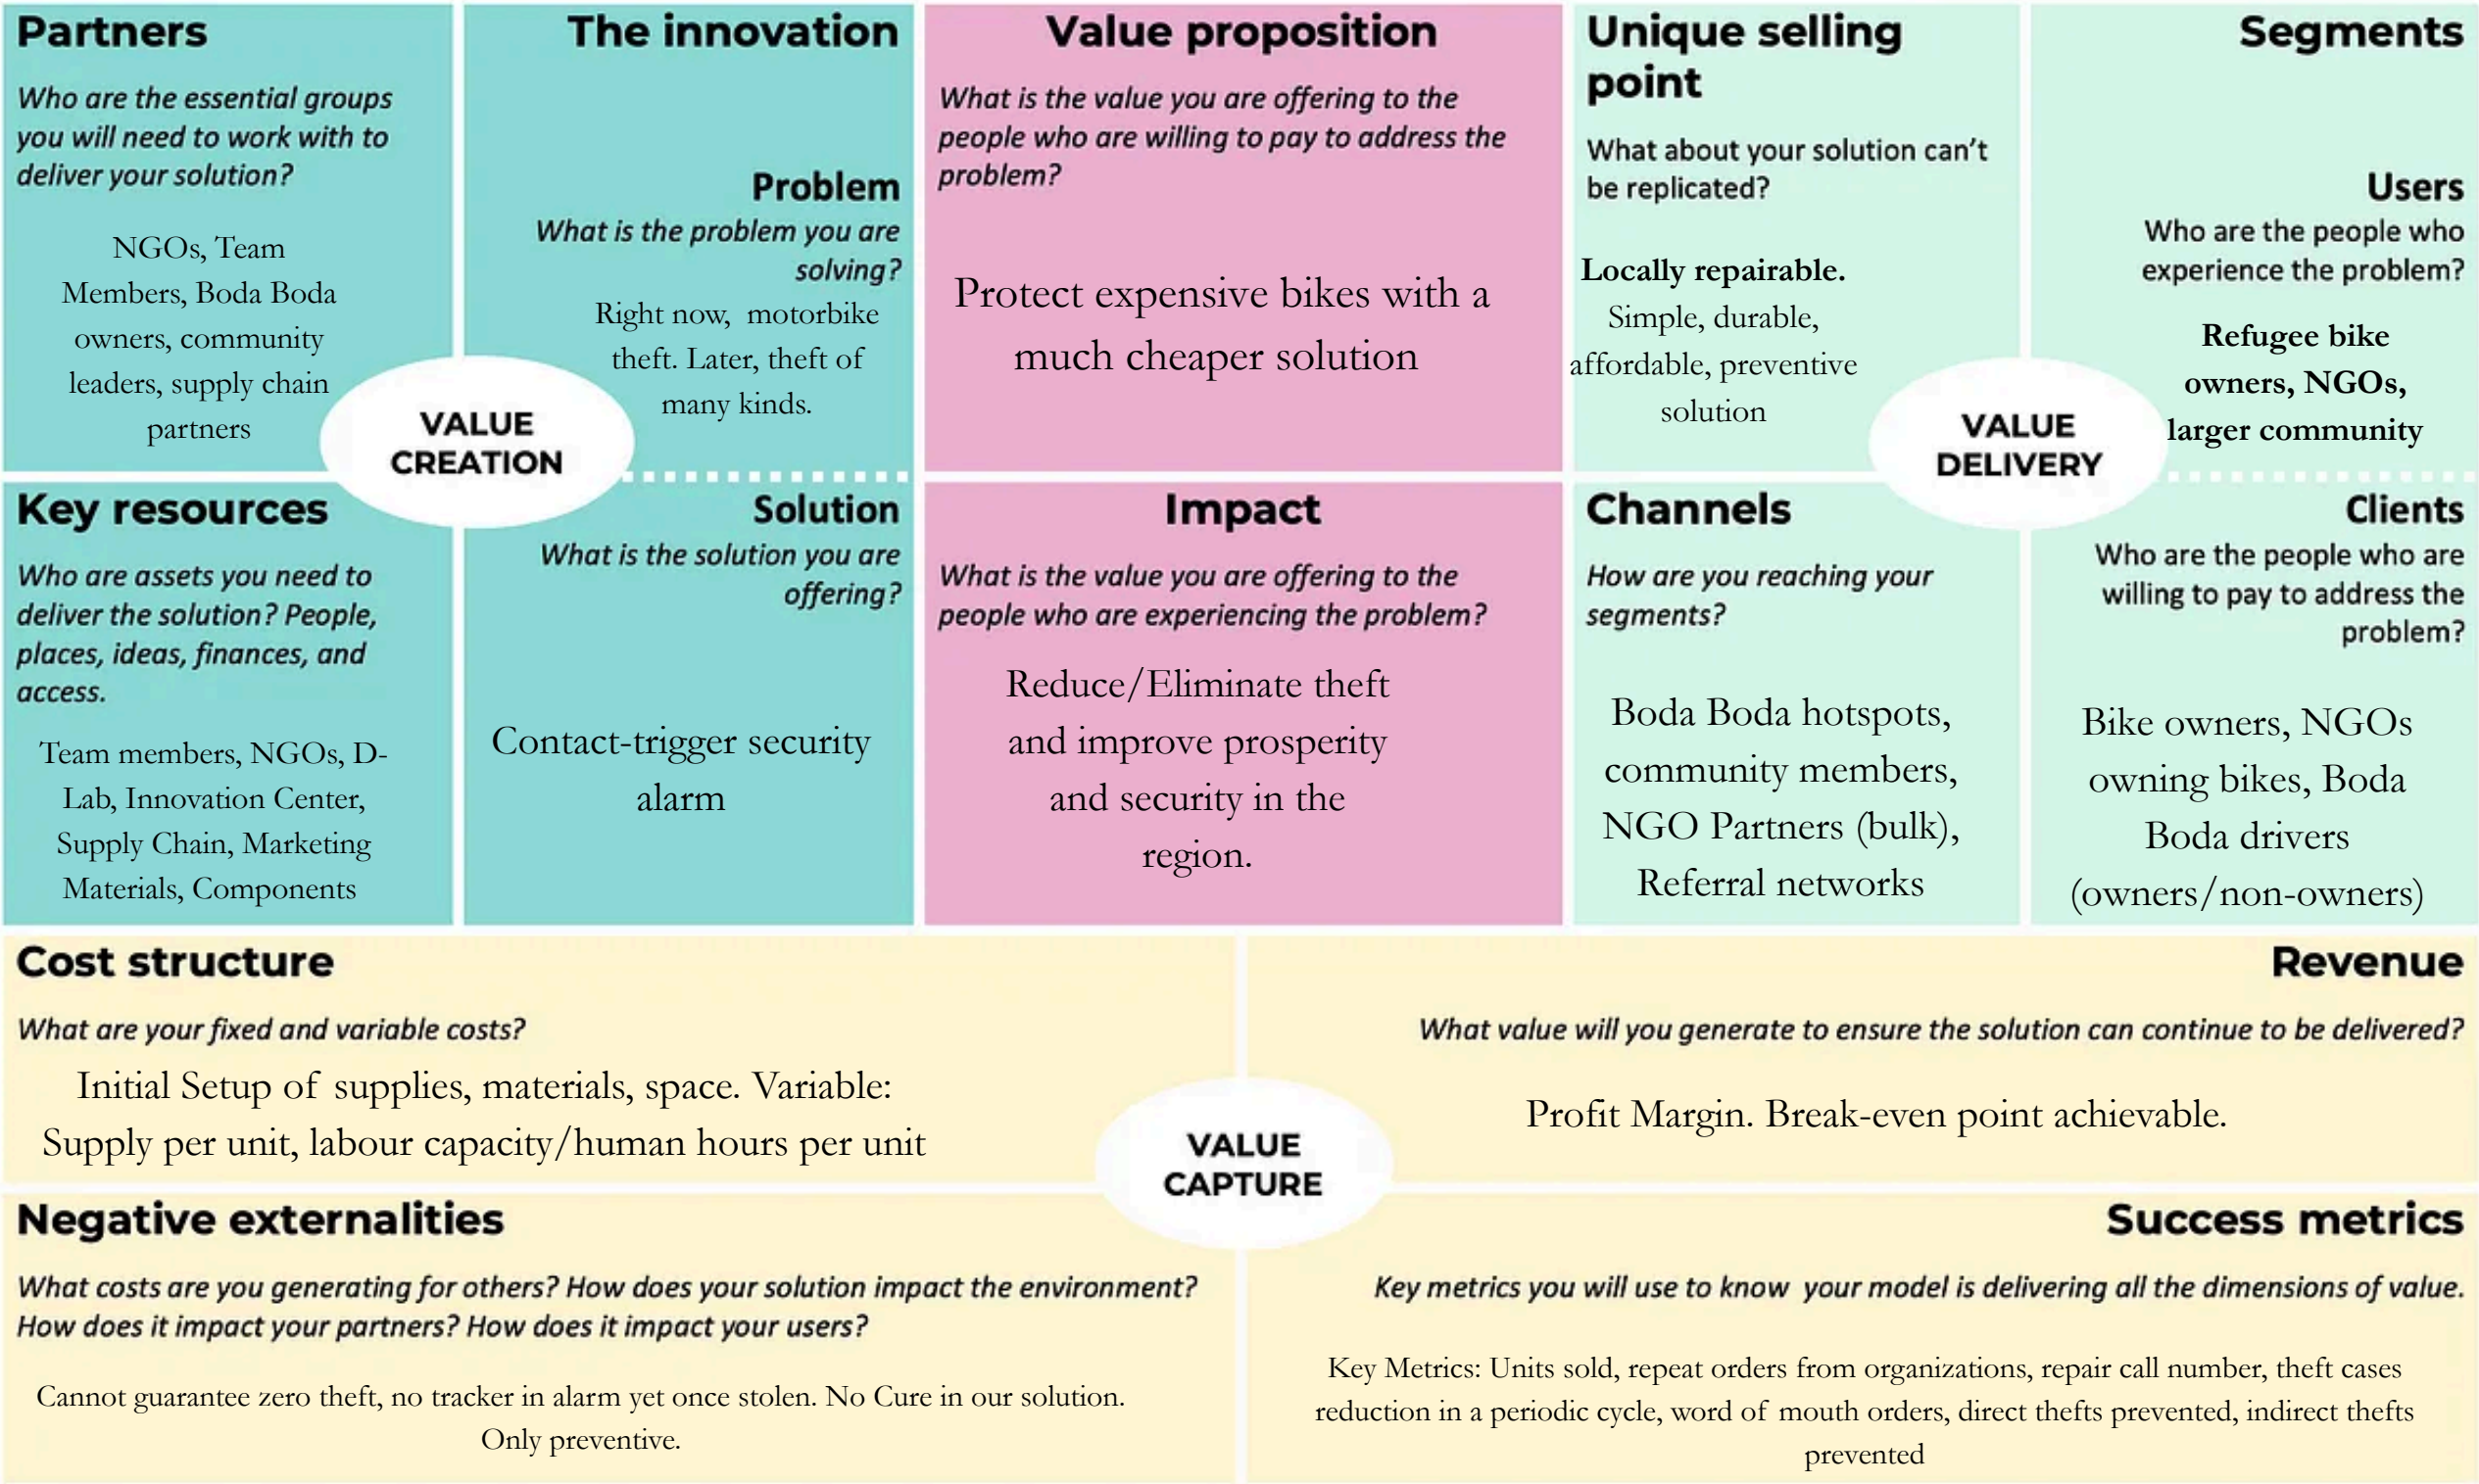 Partners
Who are the essential groups
you will need to work with to
deliver your solution?
NGOs, Team
Members, Boda Boda
owners, community
leaders, supply chain
partners
The innovation
Problem
What is the problem you are
solving?
Right now, motorbike
theft. Later, theft of
many kinds.
Value proposition
What is the value you are offering to the
people who are willing to pay to address the
problem?
Protect expensive bikes with a
much cheaper solution
Unique selling
point
What about your solution can't
be replicated?
Locally repairable.
Simple, durable,
affordable, preventive
solution
Segments
Users
Who are the people who
experience the problem?
Refugee bike
owners, NGOs,
larger community
VALUE
CREATION
VALUE
DELIVERY
Key resources
Who are assets you need to
deliver the solution? People,
places, ideas, finances, and
access.
Team members, NGOs, D-
Lab, Innovation Center,
Supply Chain, Marketing
Materials, Components
Solution
What is the solution you are
offering?
Contact-trigger security
alarm
Impact
What is the value you are offering to the
people who are experiencing the problem?
Reduce/Eliminate theft
and improve prosperity
and security in the
region.
Channels
How are you reaching your
segments?
Boda Boda hotspots,
community members,
NGO Partners (bulk),
Referral networks
Clients
Who are the people who are
willing to pay to address the
problem?
Bike owners, NGOs
owning bikes, Boda
Boda drivers
(owners/non-owners)
Cost structure
What are your fixed and variable costs?
Initial Setup of supplies, materials, space. Variable:
Supply per unit, labour capacity/human hours per unit
Revenue
What value will you generate to ensure the solution can continue to be delivered?
Profit Margin. Break-even point achievable.
VALUE
CAPTURE
Negative externalities
What costs are you generating for others? How does your solution impact the environment?
How does it impact your partners? How does it impact your users?
Cannot guarantee zero theft, no tracker in alarm yet once stolen. No Cure in our solution.
Only preventive.
Success metrics
Key metrics you will use to know your model is delivering all the dimensions of value.
Key Metrics: Units sold, repeat orders from organizations, repair call number, theft cases
reduction in a periodic cycle, word of mouth orders, direct thefts prevented, indirect thefts
prevented